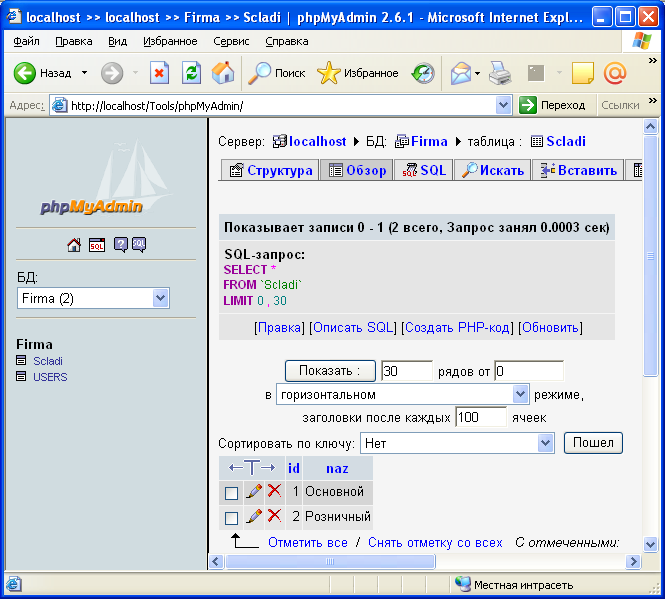 localhost >> localhost >> Firma >> Scladi | phpMyAdmin 2.6.1 - Microsoft Internet Expl...
Файл Правка Вид Избранное Сервис Справка
Назад Поиск Избранное
Адрес: http://localhost/Tools/phpMyAdmin/ Переход Ссылки
phpMyAdmin
SQL ? SQL
БД:
Firma (2)
Firma
Scladi
USERS
Сервер: localhost БД: Firma таблица : Scladi
Структура Обзор SQL Искать Вставить
Показывает записи 0 - 1 (2 всего, Запрос занял 0.0003 сек)
SQL-запрос:
SELECT *
FROM `Scladi`
LIMIT 0 , 30
[Правка] [Описать SQL] [Создать PHP-код] [Обновить]
Показать : 30 рядов от 0
в горизонтальном режиме,
заголовки после каждых 100 ячеек
Сортировать по ключу: Нет Пошел
←T→ id naz
1 Основной
2 Розничный
Отметить все / Снять отметку со всех С отмеченными:
Местная интрасеть